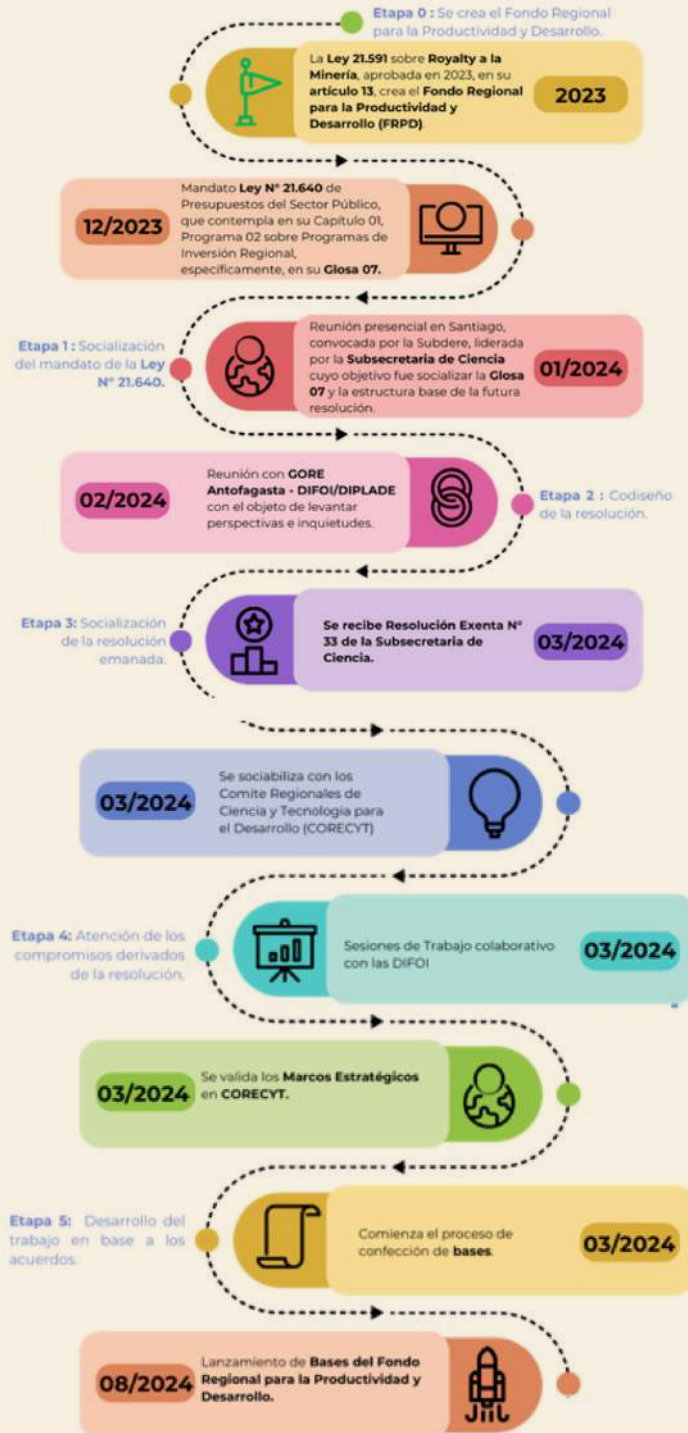 Etapa 0 : Se crea el Fondo Regional
para la Productividad y Desarrollo.
La Ley 21.591 sobre Royalty a la
Minería, aprobada en 2023, en su
artículo 13, crea el Fondo Regional
para la Productividad y
Desarrollo (FRPD).
2023
12/2023
Mandato Ley N° 21.640 de
Presupuestos del Sector Público,
que contempla en su Capítulo 01,
Programa 02 sobre Programas de
Inversión Regional,
específicamente, en su Glosa 07.
Etapa 1 : Socialización
del mandato de la Ley
N° 21.640.
Reunión presencial en Santiago,
convocada por la Subdere, liderada
por la Subsecretaria de Ciencia
cuyo objetivo fue socializar la Glosa
07 y la estructura base de la futura
resolución.
01/2024
02/2024
Reunión con GORE
Antofagasta - DIFOI/DIPLADE
con el objeto de levantar
perspectivas e inquietudes.
Etapa 2 : Codiseño
de la resolución.
Etapa 3: Socialización
de la resolución
emanada.
Se recibe Resolución Exenta N°
33 de la Subsecretaria de
Ciencia.
03/2024
03/2024
Se sociabiliza con los
Comite Regionales de
Ciencia y Tecnologia para
el Desarrollo (CORECYT)
Etapa 4: Atención de los
compromisos derivados
de la resolución.
Sesiones de Trabajo colaborativo
con las DIFOI
03/2024
03/2024
Se valida los Marcos Estratégicos
en CORECYT.
Etapa 5: Desarrollo del
trabajo en base a los
acuerdos.
Comienza el proceso de
confección de bases.
03/2024
08/2024
Lanzamiento de Bases del Fondo
Regional para la Productividad y
Desarrollo.